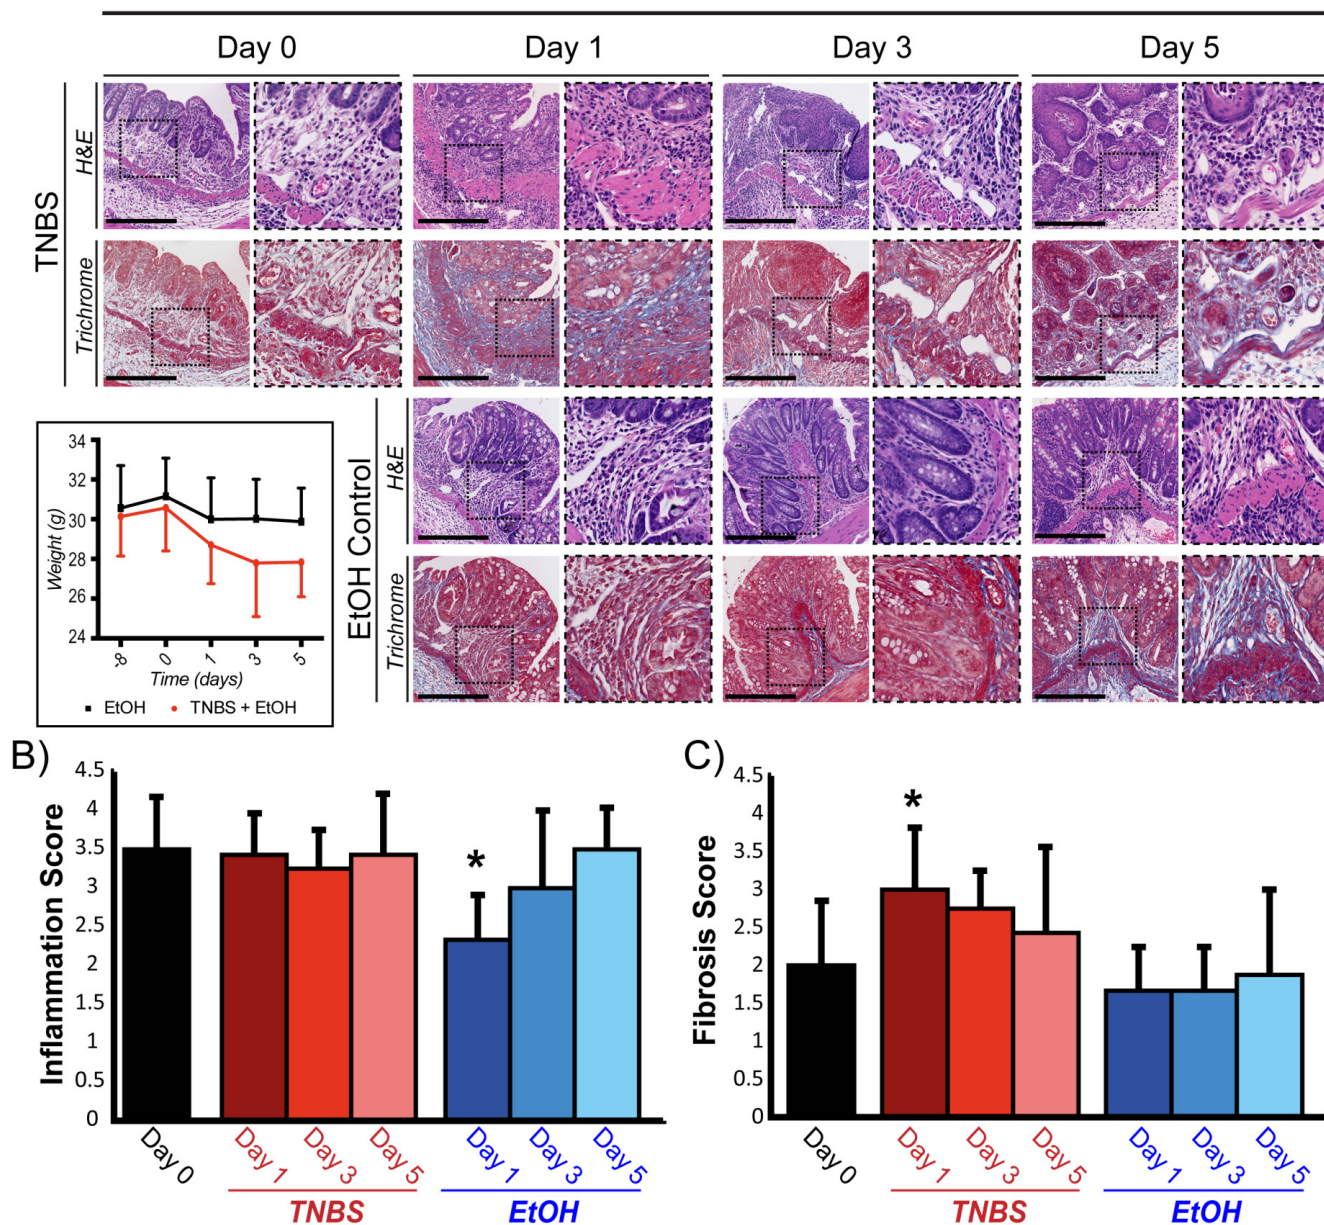 Day 0 Day 1 Day 3 Day 5
TNBS
H&E
Trichrome
EtOH Control
H&E
Trichrome
34
32
30
28
26
24
Weight (g)
-8 0 1 3 5
Time (days)
EtOH TNBS + EtOH
B)
4.5
4
3.5
3
2.5
2
1.5
1
0.5
0
Inflammation Score
*
Day 0 Day 1 Day 3 Day 5 Day 1 Day 3 Day 5
TNBS EtOH
C)
4.5
4
3.5
3
2.5
2
1.5
1
0.5
0
Fibrosis Score
*
Day 0 Day 1 Day 3 Day 5 Day 1 Day 3 Day 5
TNBS EtOH